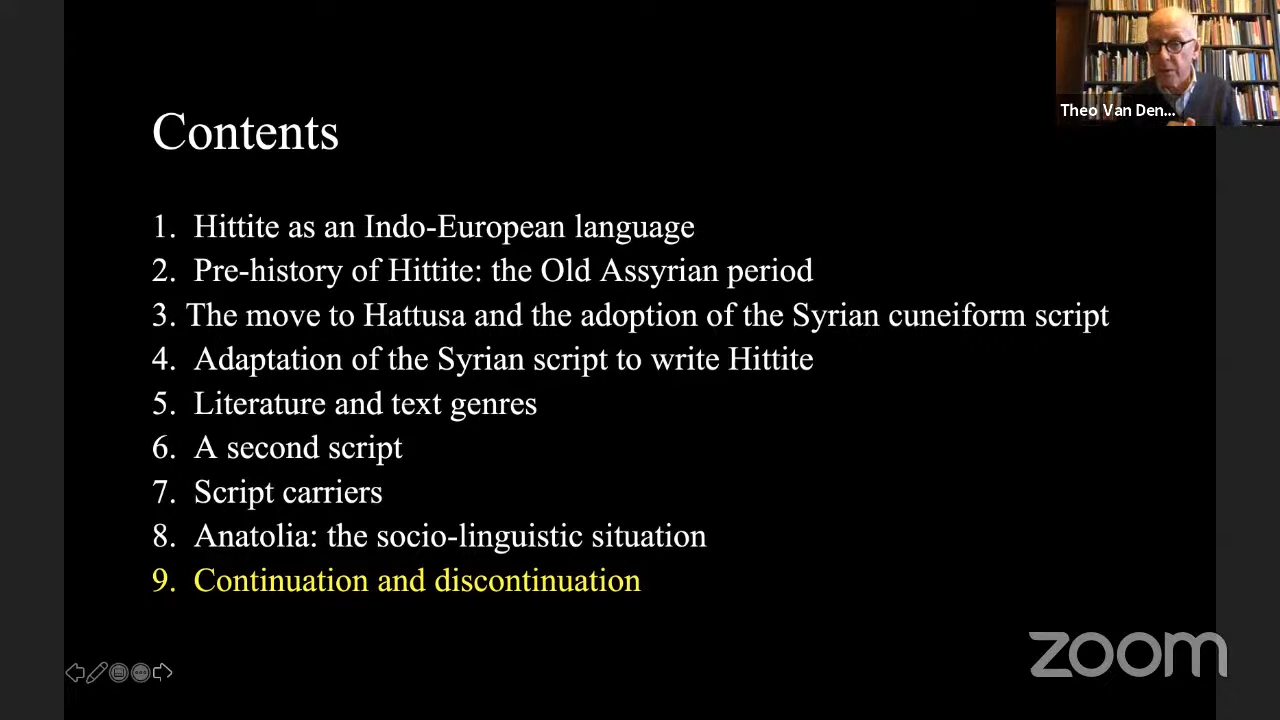 Theo Van Den...
Contents
1. Hittite as an Indo-European language
2. Pre-history of Hittite: the Old Assyrian period
3. The move to Hattusa and the adoption of the Syrian cuneiform script
4. Adaptation of the Syrian script to write Hittite
5. Literature and text genres
6. A second script
7. Script carriers
8. Anatolia: the socio-linguistic situation
9. Continuation and discontinuation
zoom